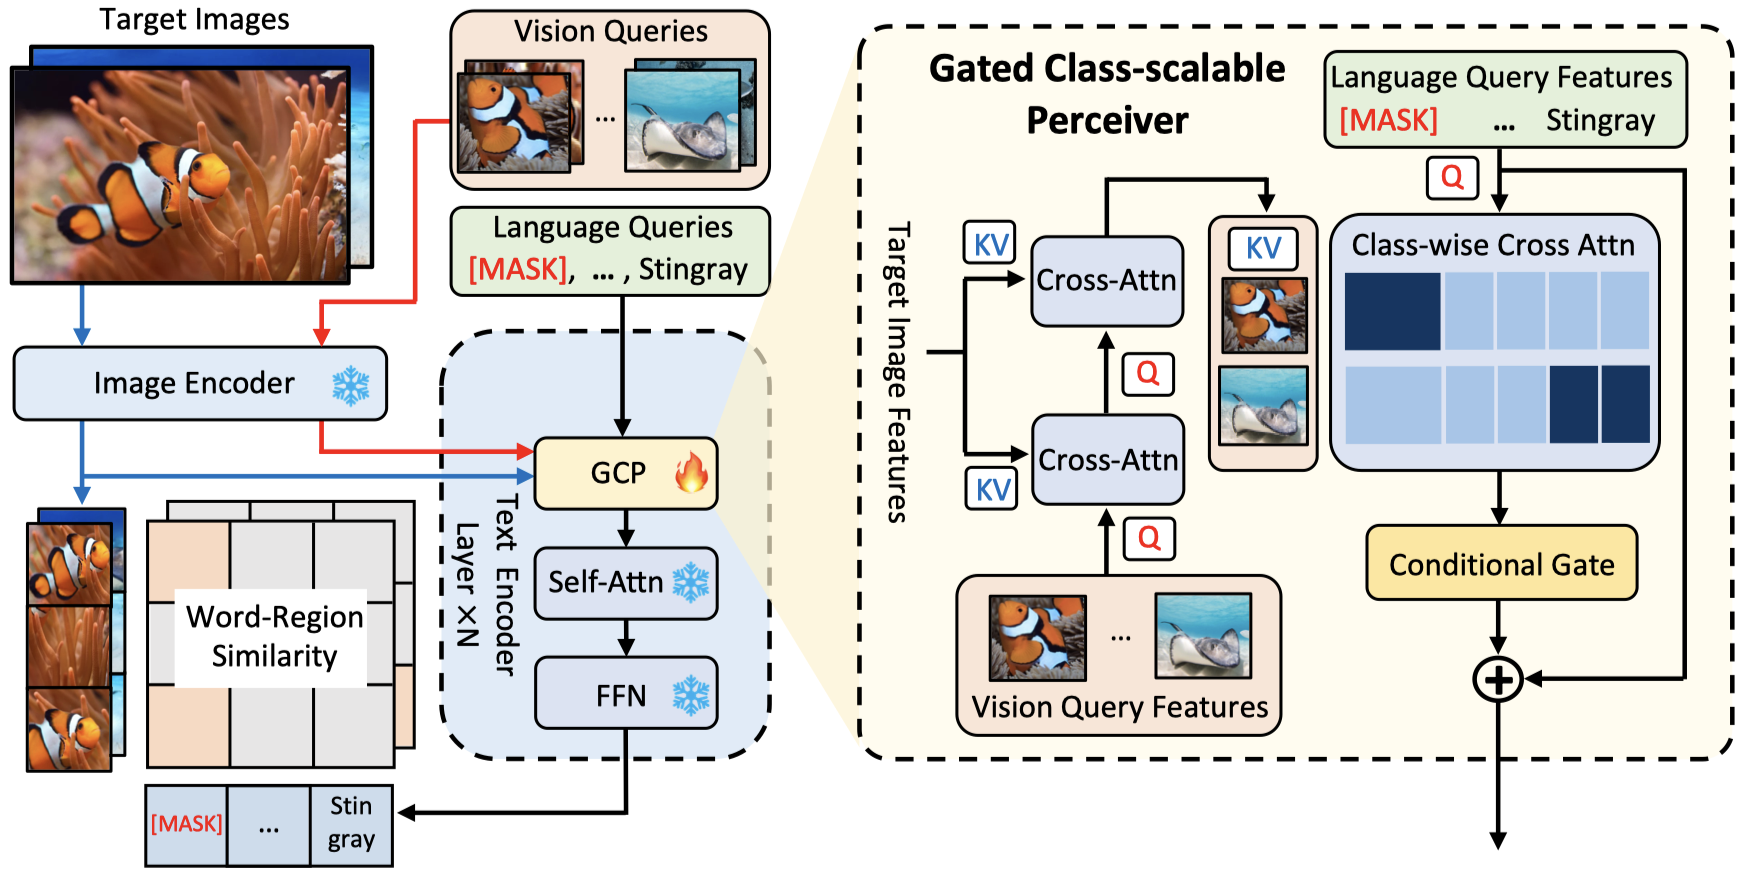 Target Images
Vision Queries
...
Language Queries
[MASK], ... , Stingray
Image Encoder
GCP
Self-Attn
FFN
Text Encoder
Layer ×N
Word-Region
Similarity
[MASK]
...
Stin
gray
Gated Class-scalable
Perceiver
Target Image Features
KV
Cross-Attn
Q
KV
Cross-Attn
Q
...
Vision Query Features
KV
Language Query Features
[MASK] ... Stingray
Q
Class-wise Cross Attn
Conditional Gate
+